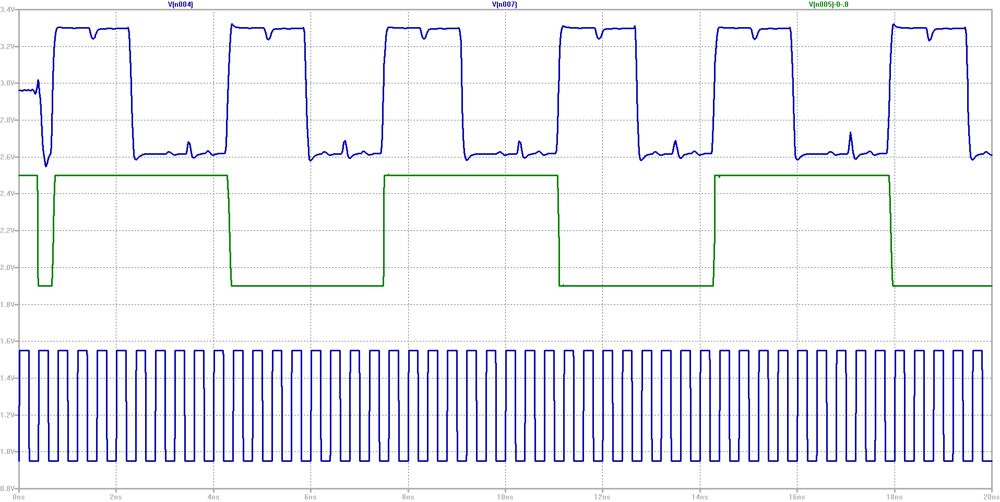 V(n004) V(n007) V(n005)-0-.8
3.4V
3.2V
3.0V
2.8V
2.6V
2.4V
2.2V
2.0V
1.8V
1.6V
1.4V
1.2V
1.0V
0.8V
0ns 2ns 4ns 6ns 8ns 10ns 12ns 14ns 16ns 18ns 20ns